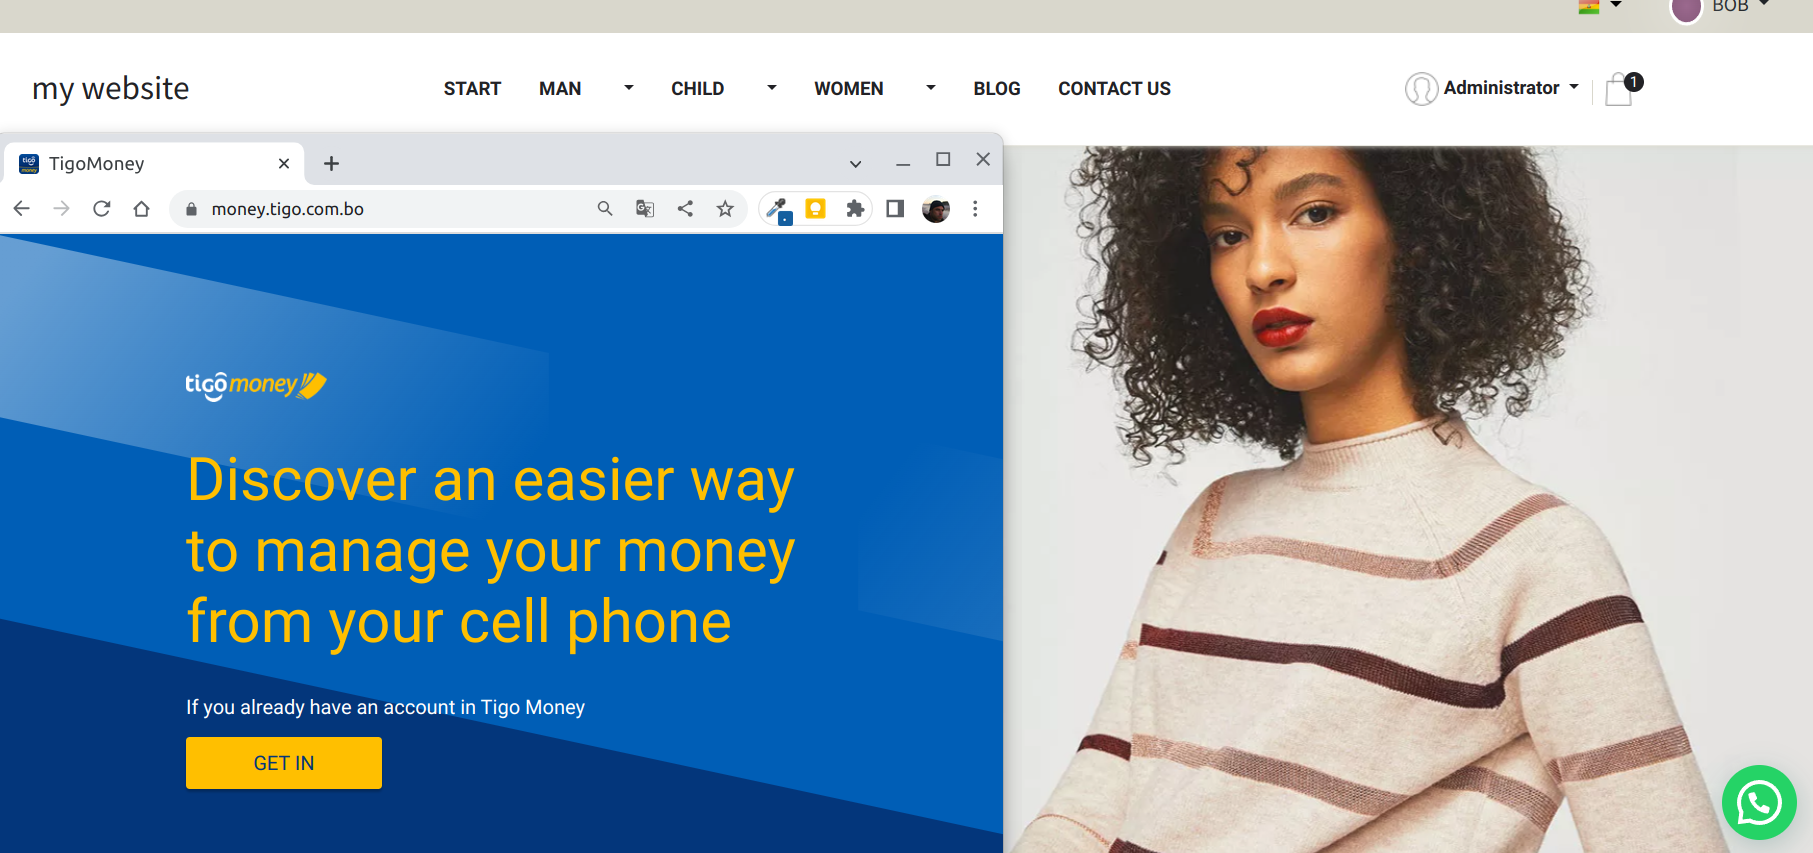 BOB
my website
START MAN CHILD WOMEN BLOG CONTACT US
Administrator
1
TigoMoney
money.tigo.com.bo
tigo money
Discover an easier way
to manage your money
from your cell phone
If you already have an account in Tigo Money
GET IN